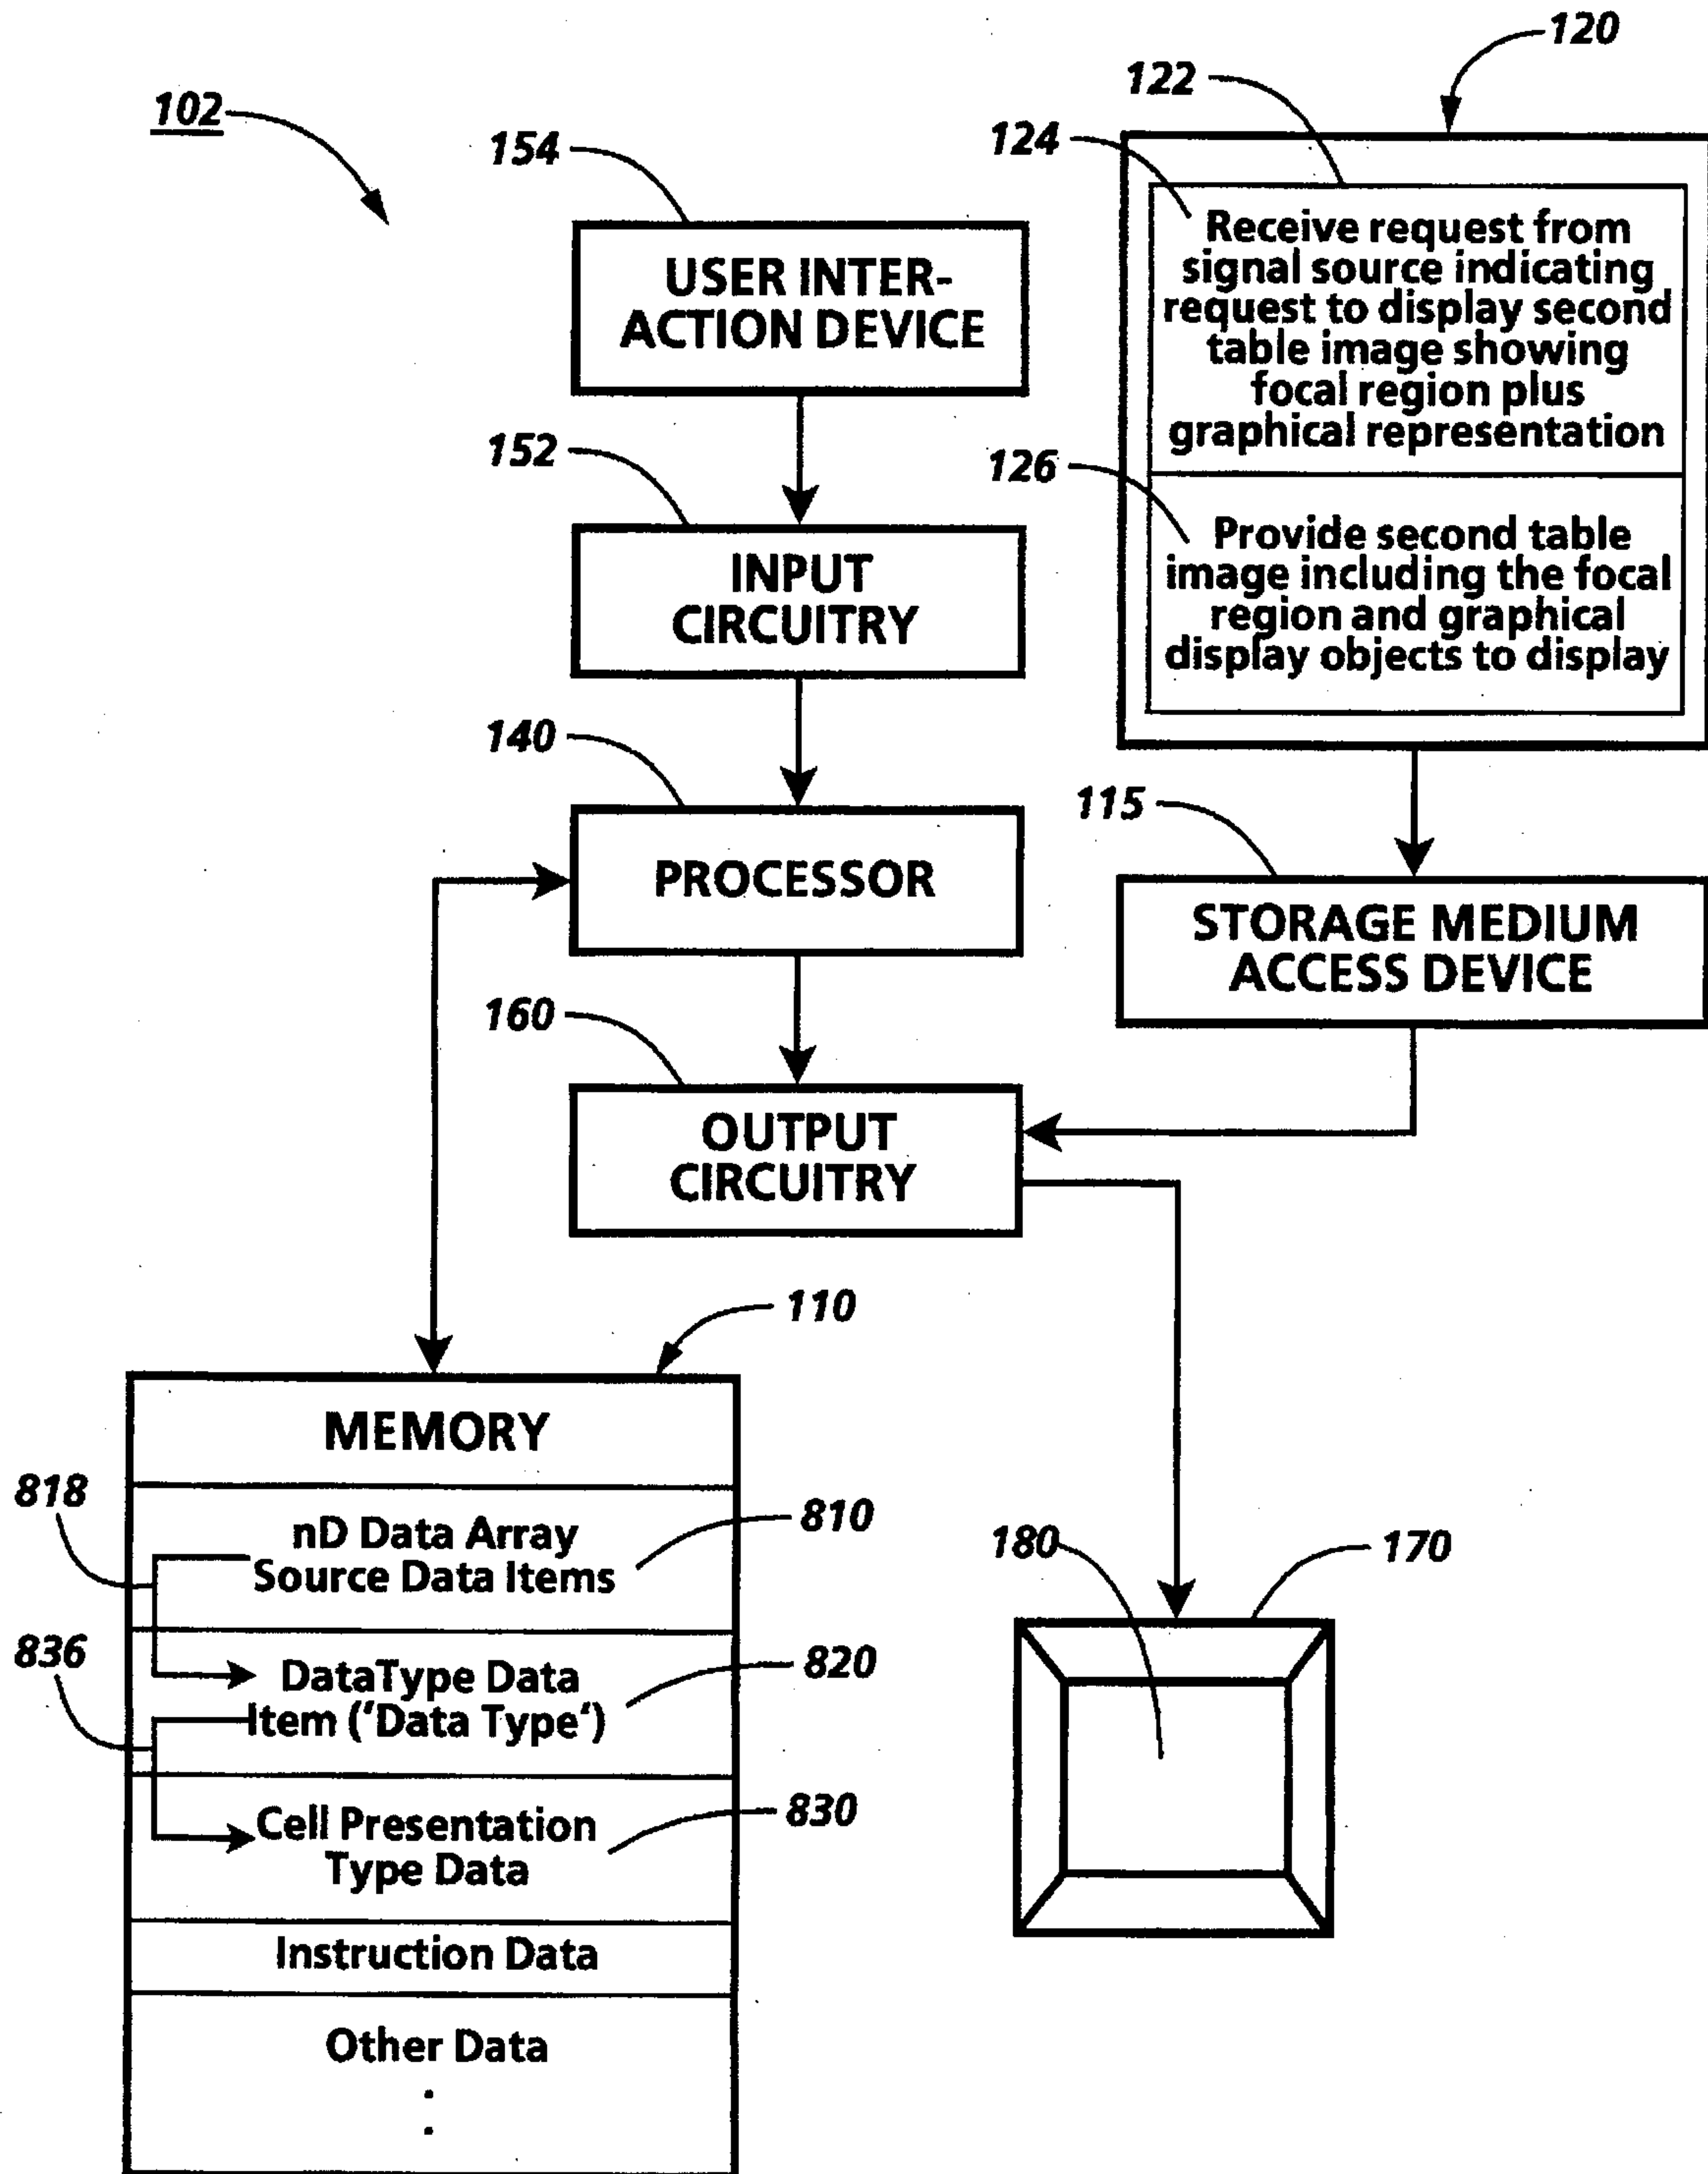 120
122
102
124
154
Receive request from
signal source indicating
request to display second
table image showing
focal region plus
graphical representation
USER INTER-
ACTION DEVICE
152
126
Provide second table
image including the focal
region and graphical
display objects to display
INPUT
CIRCUITRY
140
115
PROCESSOR
STORAGE MEDIUM
ACCESS DEVICE
160
OUTPUT
CIRCUITRY
110
MEMORY
818
nD Data Array
Source Data Items
810
180
170
836
DataType Data
Item ('Data Type')
820
Cell Presentation
Type Data
830
Instruction Data
Other Data